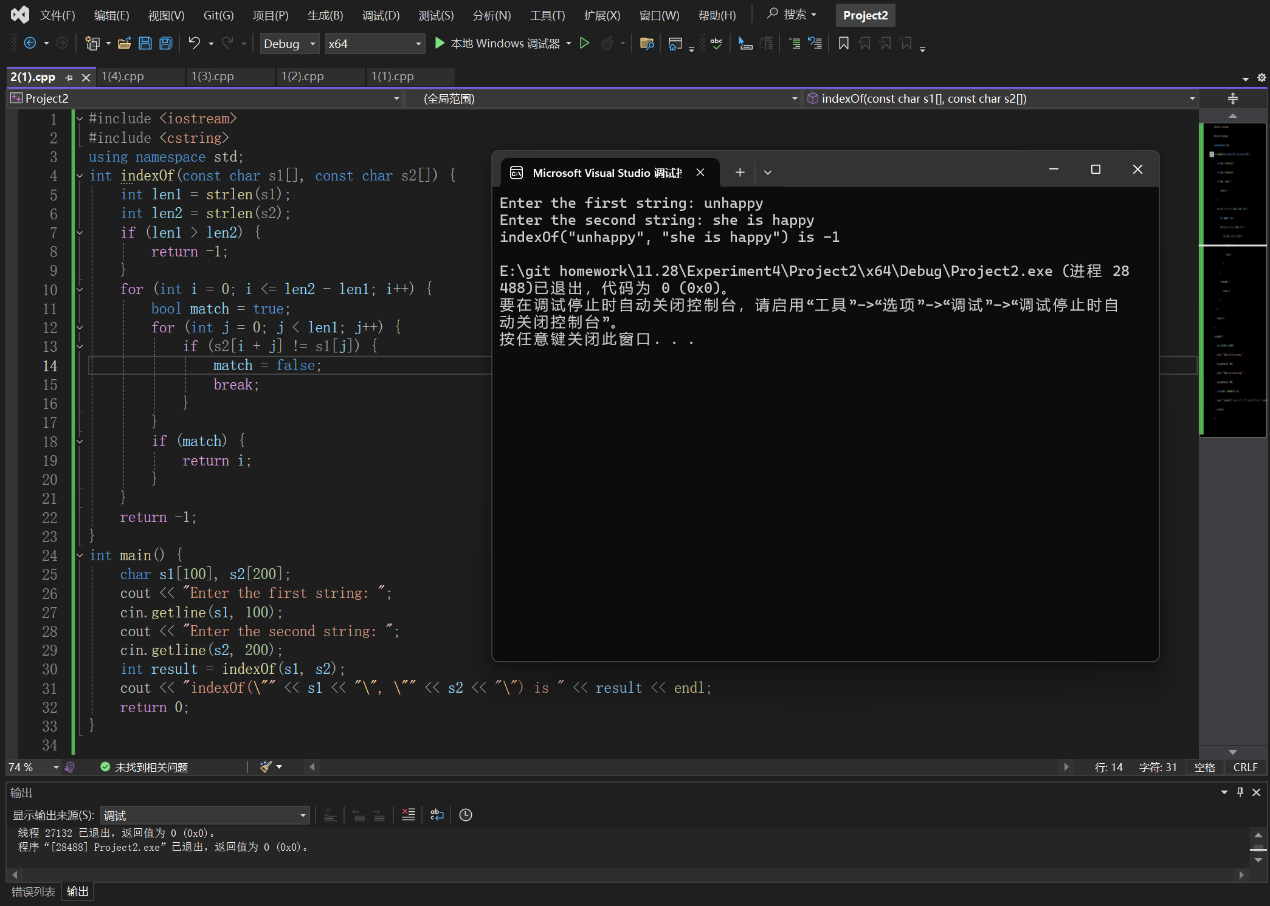 文件(F) 编辑(E) 视图(V) Git(G) 项目(P) 生成(B) 调试(D) 测试(S) 分析(N) 工具(T) 扩展(X) 窗口(W) 帮助(H) 搜索 Project2
Debug x64 本地 Windows 调试器
2(1).cpp 1(4).cpp 1(3).cpp 1(2).cpp 1(1).cpp
Project2 (全局范围) indexOf(const char s1[], const char s2[])
1 #include <iostream>
2 #include <cstring>
3 using namespace std;
4 int indexOf(const char s1[], const char s2[]) {
5 int len1 = strlen(s1);
6 int len2 = strlen(s2);
7 if (len1 > len2) {
8 return -1;
9 }
10 for (int i = 0; i <= len2 - len1; i++) {
11 bool match = true;
12 for (int j = 0; j < len1; j++) {
13 if (s2[i + j] != s1[j]) {
14 match = false;
15 break;
16 }
17 }
18 if (match) {
19 return i;
20 }
21 }
22 return -1;
23 }
24 int main() {
25 char s1[100], s2[200];
26 cout << "Enter the first string: ";
27 cin.getline(s1, 100);
28 cout << "Enter the second string: ";
29 cin.getline(s2, 200);
30 int result = indexOf(s1, s2);
31 cout << "indexOf(\"" << s1 << "\", \"" << s2 << "\") is " << result << endl;
32 return 0;
33 }
34
Microsoft Visual Studio 调试
Enter the first string: unhappy
Enter the second string: she is happy
indexOf("unhappy", "she is happy") is -1
E:\git homework\11.28\Experiment4\Project2\x64\Debug\Project2.exe (进程 28
488)已退出，代码为 0 (0x0)。
要在调试停止时自动关闭控制台，请启用“工具”->“选项”->“调试”->“调试停止时自
动关闭控制台”。
按任意键关闭此窗口. . .
74 % 未找到相关问题 行: 14 字符: 31 空格 CRLF
输出
显示输出来源(S): 调试
线程 27132 已退出，返回值为 0 (0x0)。
程序“[28488] Project2.exe”已退出，返回值为 0 (0x0)。
错误列表 输出